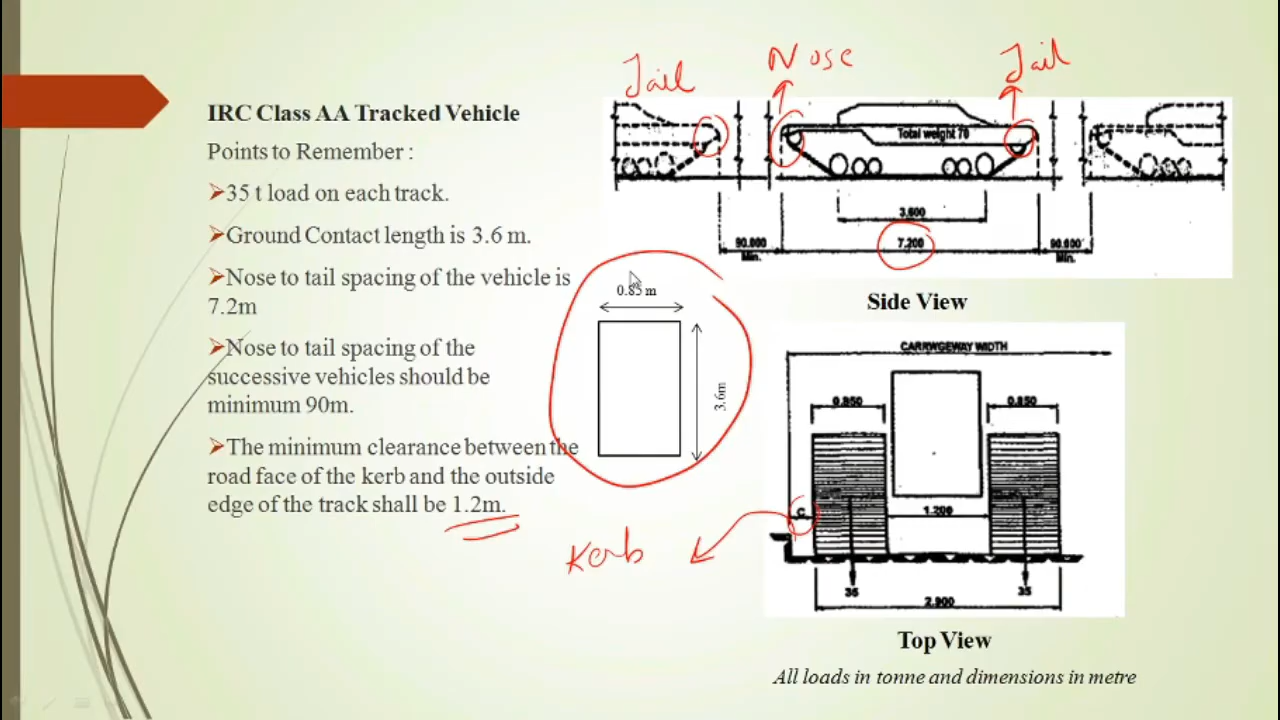 IRC Class AA Tracked Vehicle
Points to Remember :
35 t load on each track.
Ground Contact length is 3.6 m.
Nose to tail spacing of the vehicle is
7.2m
Nose to tail spacing of the
successive vehicles should be
minimum 90m.
The minimum clearance between the
road face of the kerb and the outside
edge of the track shall be 1.2m.
Tail
Nose
Tail
Total weight 70
3.600
90.000
Min.
7.200
90.000
Min.
Side View
0.85 m
3.6m
CARRWGEWAY WIDTH
0.850
0.850
C
1.200
Kerb
35
35
2.900
Top View
All loads in tonne and dimensions in metre